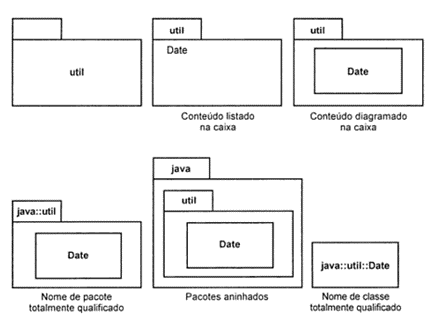 util
util
Date
Conteúdo listado
na caixa
util
Date
Conteúdo diagramado
na caixa
java::util
Date
Nome de pacote
totalmente qualificado
java
util
Date
Pacotes aninhados
java::util::Date
Nome de classe
totalmente qualificado